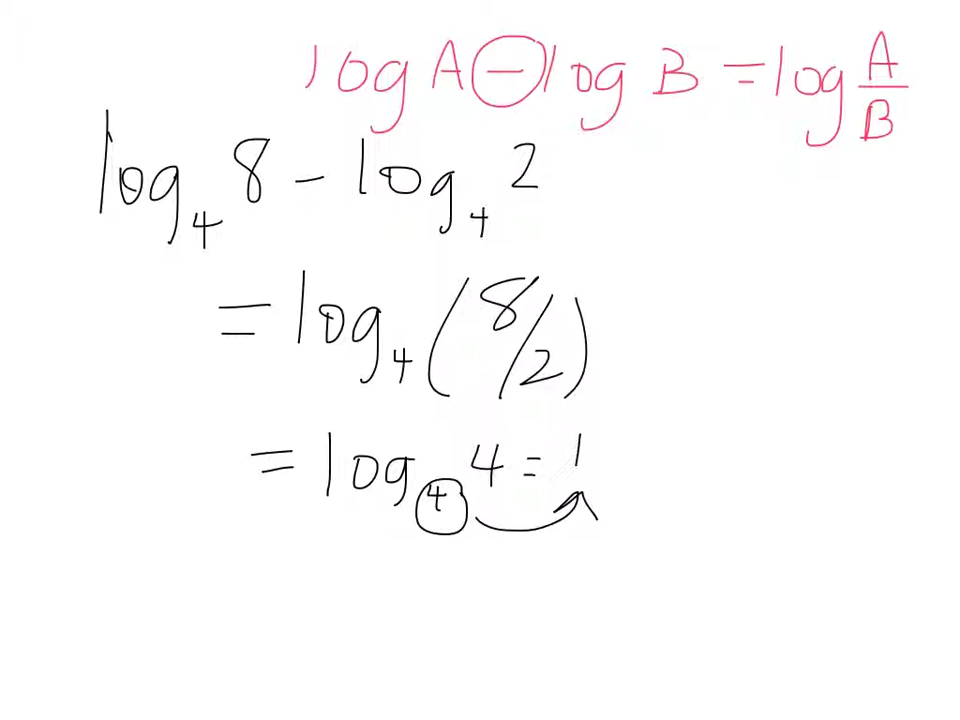 log A - log B = log A/B
log₄ 8 - log₄ 2
= log₄ (8/2)
= log₄ 4 = 1